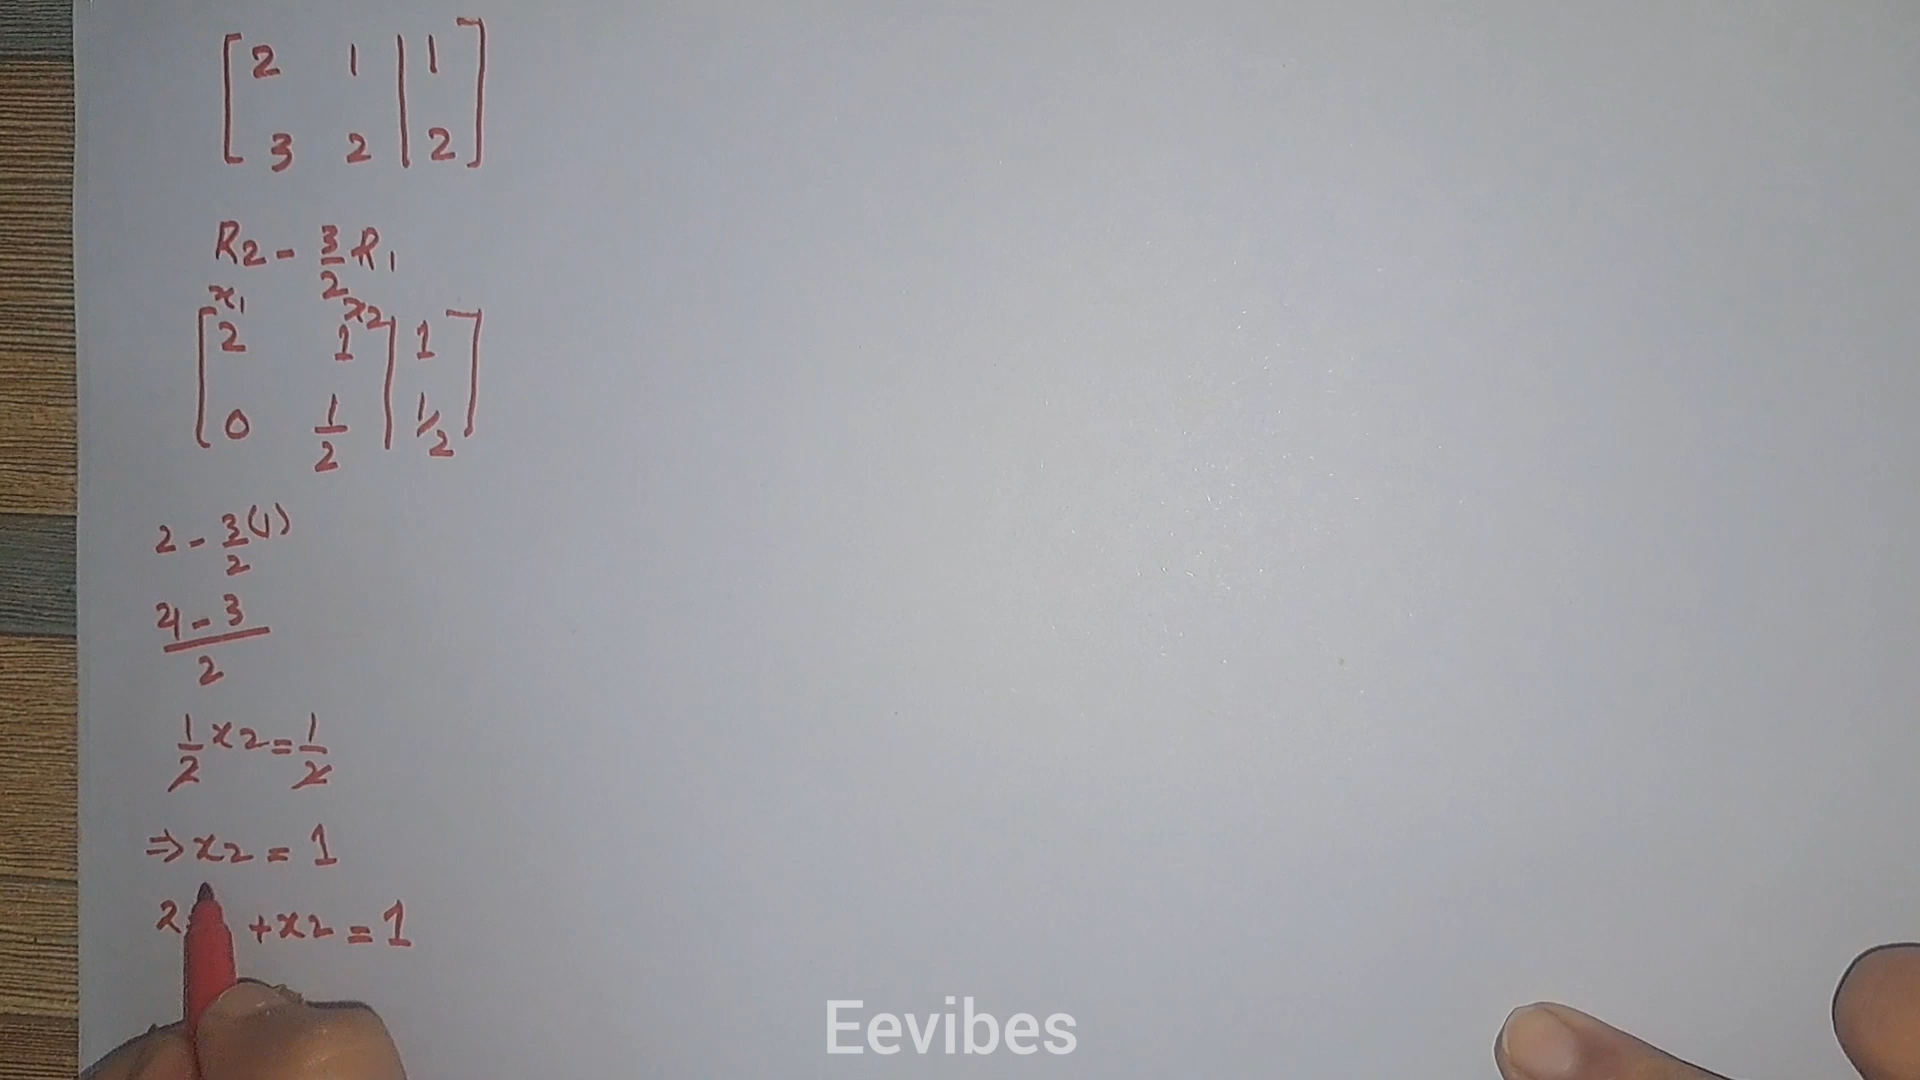 2 1 | 1
3 2 | 2
R2 - 3/2 R1
x1 x2
2 1 | 1
0 1/2 | 1/2
2 - 3/2 (1)
4 - 3
2
1/2 x2 = 1/2
⇒ x2 = 1
2 + x2 = 1
Eevibes